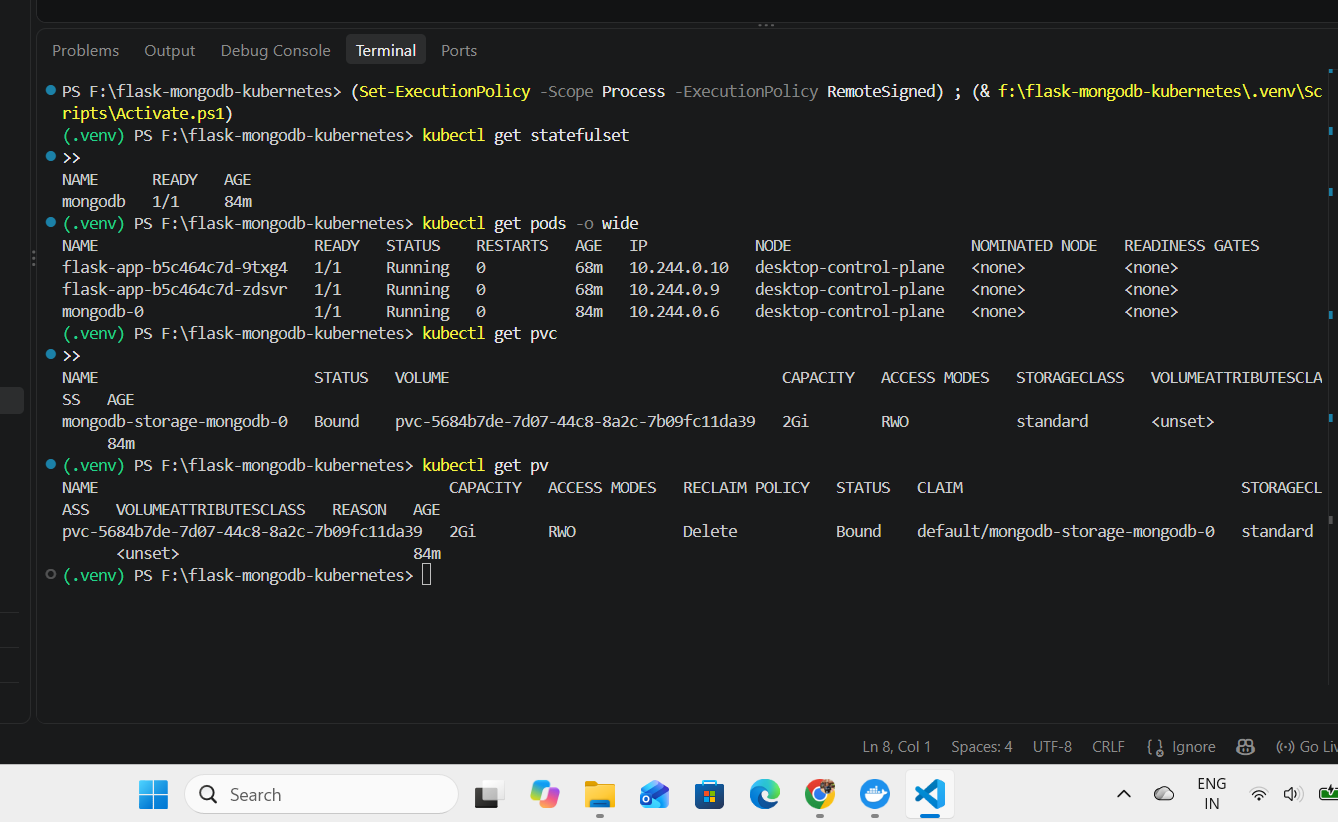 Problems Output Debug Console Terminal Ports
PS F:\flask-mongodb-kubernetes> (Set-ExecutionPolicy -Scope Process -ExecutionPolicy RemoteSigned) ; (& f:\flask-mongodb-kubernetes\.venv\Sc
ripts\Activate.ps1)
(.venv) PS F:\flask-mongodb-kubernetes> kubectl get statefulset
>>
NAME READY AGE
mongodb 1/1 84m
(.venv) PS F:\flask-mongodb-kubernetes> kubectl get pods -o wide
NAME READY STATUS RESTARTS AGE IP NODE NOMINATED NODE READINESS GATES
flask-app-b5c464c7d-9txg4 1/1 Running 0 68m 10.244.0.10 desktop-control-plane <none> <none>
flask-app-b5c464c7d-zdsvr 1/1 Running 0 68m 10.244.0.9 desktop-control-plane <none> <none>
mongodb-0 1/1 Running 0 84m 10.244.0.6 desktop-control-plane <none> <none>
(.venv) PS F:\flask-mongodb-kubernetes> kubectl get pvc
>>
NAME STATUS VOLUME CAPACITY ACCESS MODES STORAGECLASS VOLUMEATTRIBUTESCLA
SS AGE
mongodb-storage-mongodb-0 Bound pvc-5684b7de-7d07-44c8-8a2c-7b09fc11da39 2Gi RWO standard <unset>
84m
(.venv) PS F:\flask-mongodb-kubernetes> kubectl get pv
NAME CAPACITY ACCESS MODES RECLAIM POLICY STATUS CLAIM STORAGECL
ASS VOLUMEATTRIBUTESCLASS REASON AGE
pvc-5684b7de-7d07-44c8-8a2c-7b09fc11da39 2Gi RWO Delete Bound default/mongodb-storage-mongodb-0 standard
<unset> 84m
(.venv) PS F:\flask-mongodb-kubernetes>
Ln 8, Col 1 Spaces: 4 UTF-8 CRLF Ignore Go Liv
Search
ENG
IN